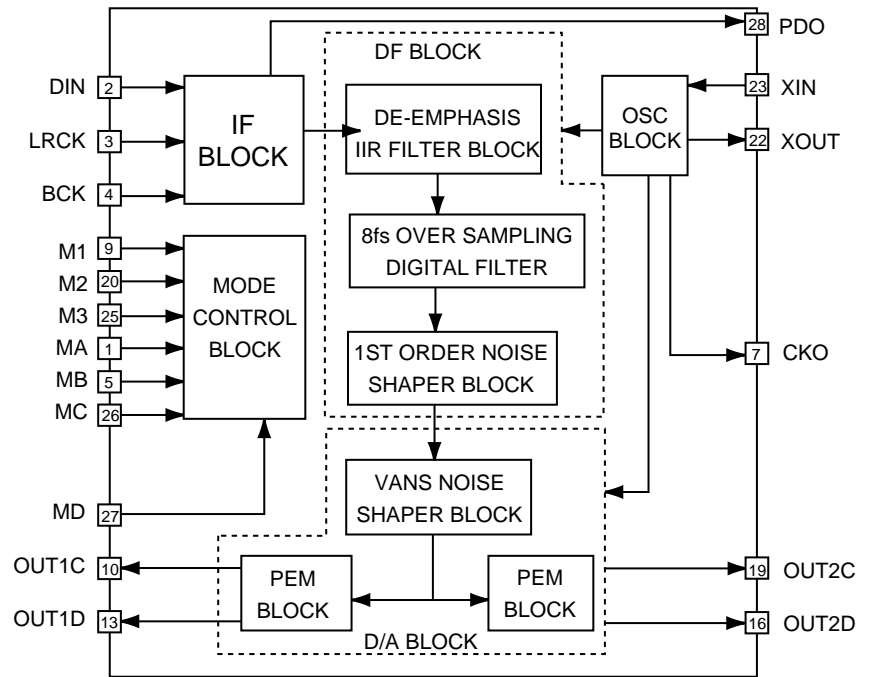 28
PDO
DF BLOCK
DIN
2
23
XIN
IF
BLOCK
DE-EMPHASIS
IIR FILTER BLOCK
OSC
BLOCK
LRCK
3
22
XOUT
BCK
4
M1
9
8fs OVER SAMPLING
DIGITAL FILTER
M2
20
MODE
CONTROL
BLOCK
M3
25
MA
1
1ST ORDER NOISE
SHAPER BLOCK
7
CKO
MB
5
MC
26
VANS NOISE
SHAPER BLOCK
MD
27
OUT1C
10
PEM
BLOCK
PEM
BLOCK
19
OUT2C
OUT1D
13
16
OUT2D
D/A BLOCK